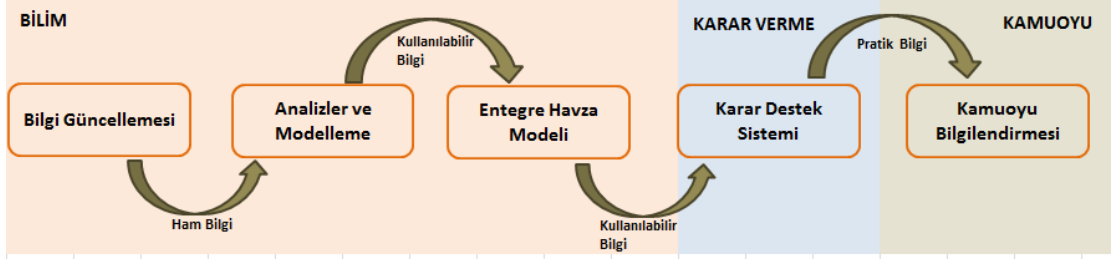 BİLİM
KARAR VERME
KAMUOYU
Kullanılabilir
Bilgi
Pratik Bilgi
Bilgi Güncellemesi
Analizler ve
Modelleme
Entegre Havza
Modeli
Karar Destek
Sistemi
Kamuoyu
Bilgilendirmesi
Ham Bilgi
Kullanılabilir
Bilgi